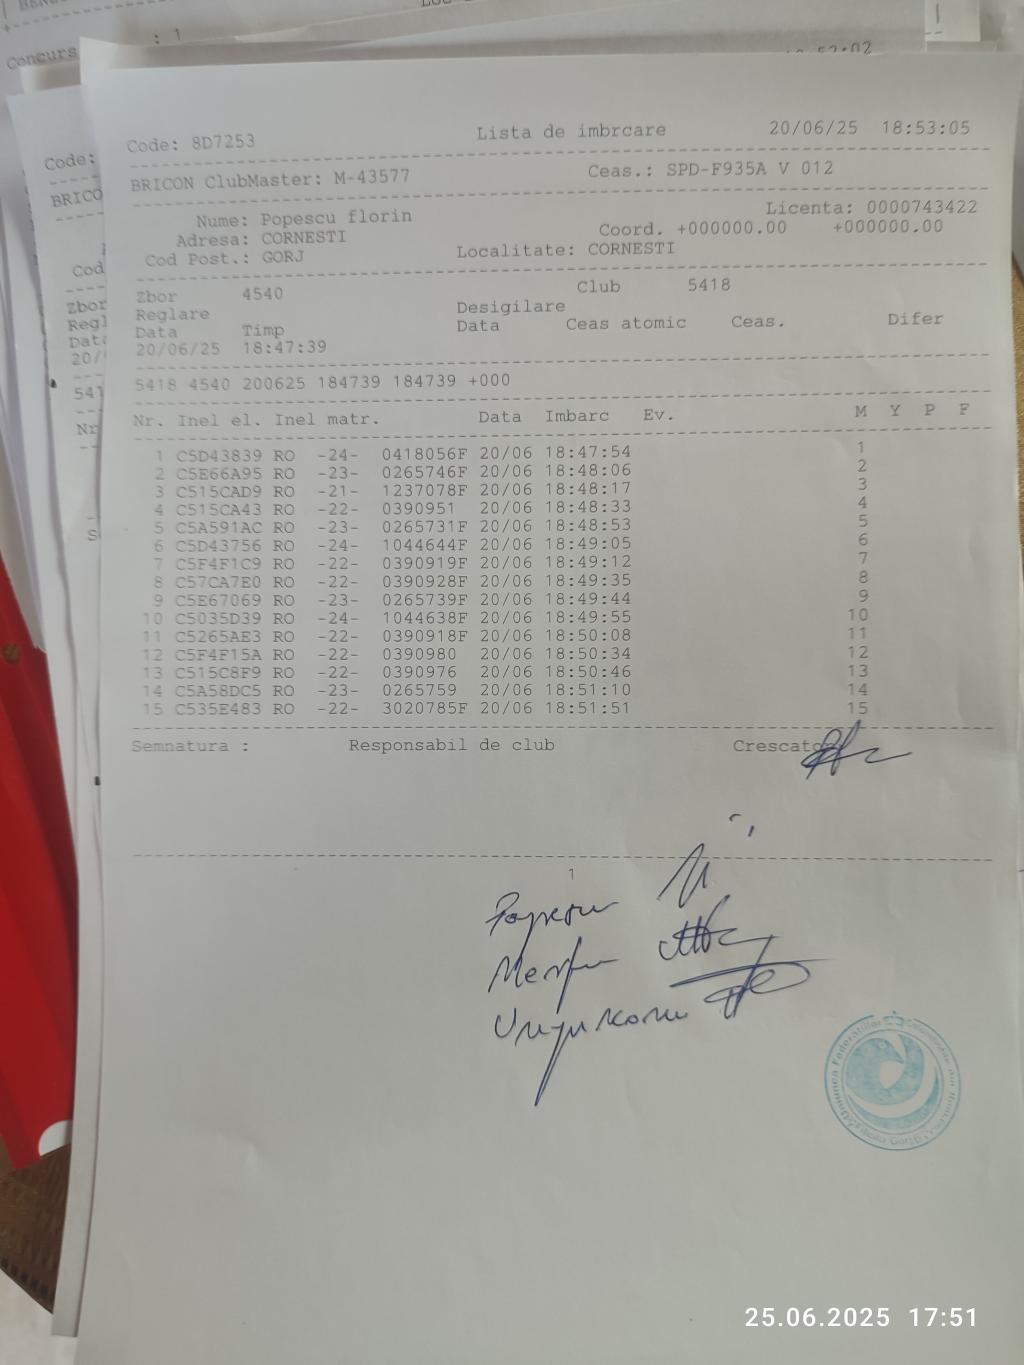 Concurs : 1
Code: 8D7253 Lista de imbrcare 20/06/25 18:53:05
BRICON ClubMaster: M-43577 Ceas.: SPD-F935A V 012
Nume: Popescu florin Licenta: 0000743422
Adresa: CORNESTI Coord. +000000.00 +000000.00
Cod Post.: GORJ Localitate: CORNESTI
Zbor 4540 Club 5418
Reglare Desigilare
Data Timp Data Ceas atomic Ceas. Difer
20/06/25 18:47:39
5418 4540 200625 184739 184739 +000
Nr. Inel el. Inel matr. Data Imbarc Ev. M Y P F
1 C5D43839 RO -24- 0418056F 20/06 18:47:54 1
2 C5E66A95 RO -23- 0265746F 20/06 18:48:06 2
3 C515CAD9 RO -21- 1237078F 20/06 18:48:17 3
4 C515CA43 RO -22- 0390951 20/06 18:48:33 4
5 C5A591AC RO -23- 0265731F 20/06 18:48:53 5
6 C5D43756 RO -24- 1044644F 20/06 18:49:05 6
7 C5F4F1C9 RO -22- 0390919F 20/06 18:49:12 7
8 C57CA7E0 RO -22- 0390928F 20/06 18:49:35 8
9 C5E67069 RO -23- 0265739F 20/06 18:49:44 9
10 C5035D39 RO -24- 1044638F 20/06 18:49:55 10
11 C5265AE3 RO -22- 0390918F 20/06 18:50:08 11
12 C5F4F15A RO -22- 0390980 20/06 18:50:34 12
13 C515C8F9 RO -22- 0390976 20/06 18:50:46 13
14 C5A58DC5 RO -23- 0265759 20/06 18:51:10 14
15 C535E483 RO -22- 3020785F 20/06 18:51:51 15
Semnatura : Responsabil de club Crescator
1
Popescu
25.06.2025 17:51